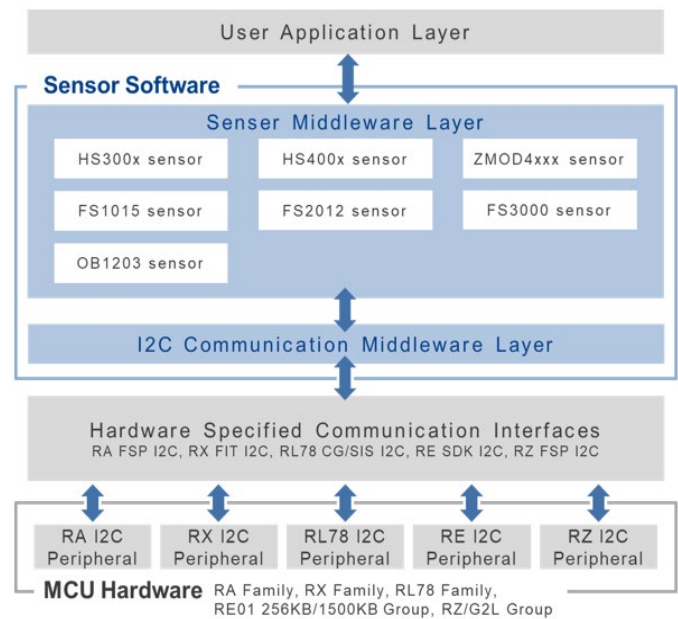 User Application Layer
Sensor Software
Senser Middleware Layer
HS300x sensor
HS400x sensor
ZMOD4xxx sensor
FS1015 sensor
FS2012 sensor
FS3000 sensor
OB1203 sensor
I2C Communication Middleware Layer
Hardware Specified Communication Interfaces
RA FSP I2C, RX FIT I2C, RL78 CG/SIS I2C, RE SDK I2C, RZ FSP I2C
RA I2C
Peripheral
RX I2C
Peripheral
RL78 I2C
Peripheral
RE I2C
Peripheral
RZ I2C
Peripheral
MCU Hardware
RA Family, RX Family, RL78 Family,
RE01 256KB/1500KB Group, RZ/G2L Group